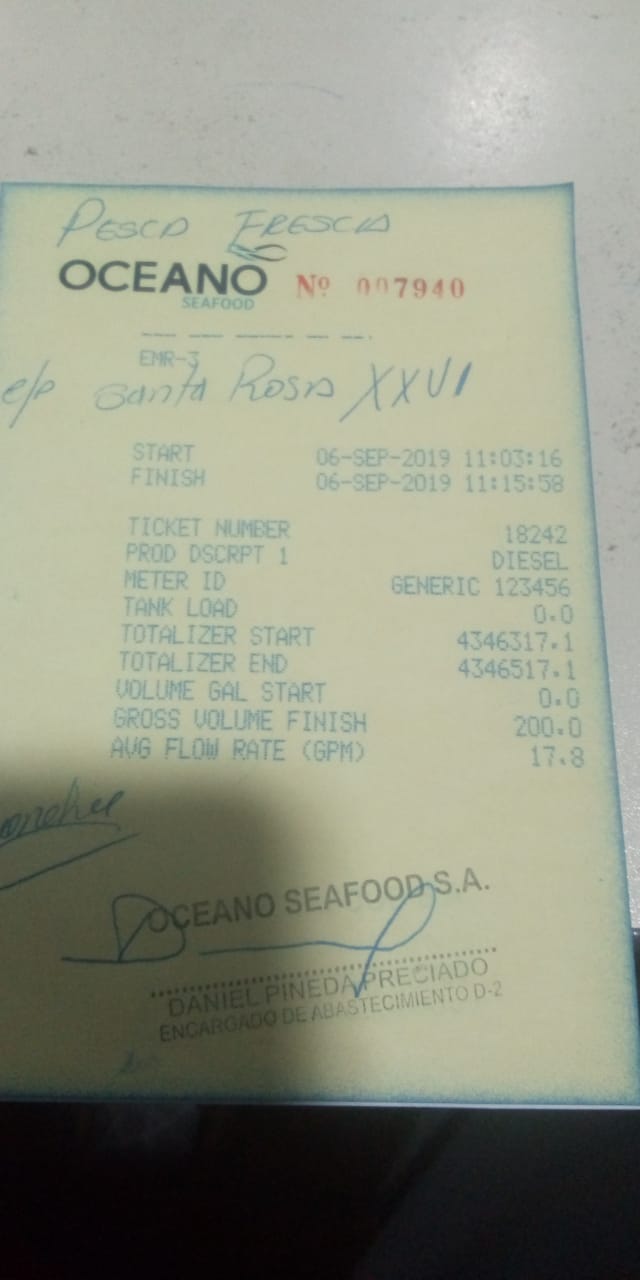 PESCA FRESCA
OCEANO
SEAFOOD
Nº 007940
EMR-3
e/p Santa Rosa XXVI
START 06-SEP-2019 11:03:16
FINISH 06-SEP-2019 11:15:58
TICKET NUMBER 18242
PROD DSCRPT 1 DIESEL
METER ID GENERIC 123456
TANK LOAD 0.0
TOTALIZER START 4346317.1
TOTALIZER END 4346517.1
VOLUME GAL START 0.0
GROSS VOLUME FINISH 200.0
AVG FLOW RATE (GPM) 17.8
OCEANO SEAFOOD S.A.
DANIEL PINEDA PRECIADO
ENCARGADO DE ABASTECIMIENTO D-2